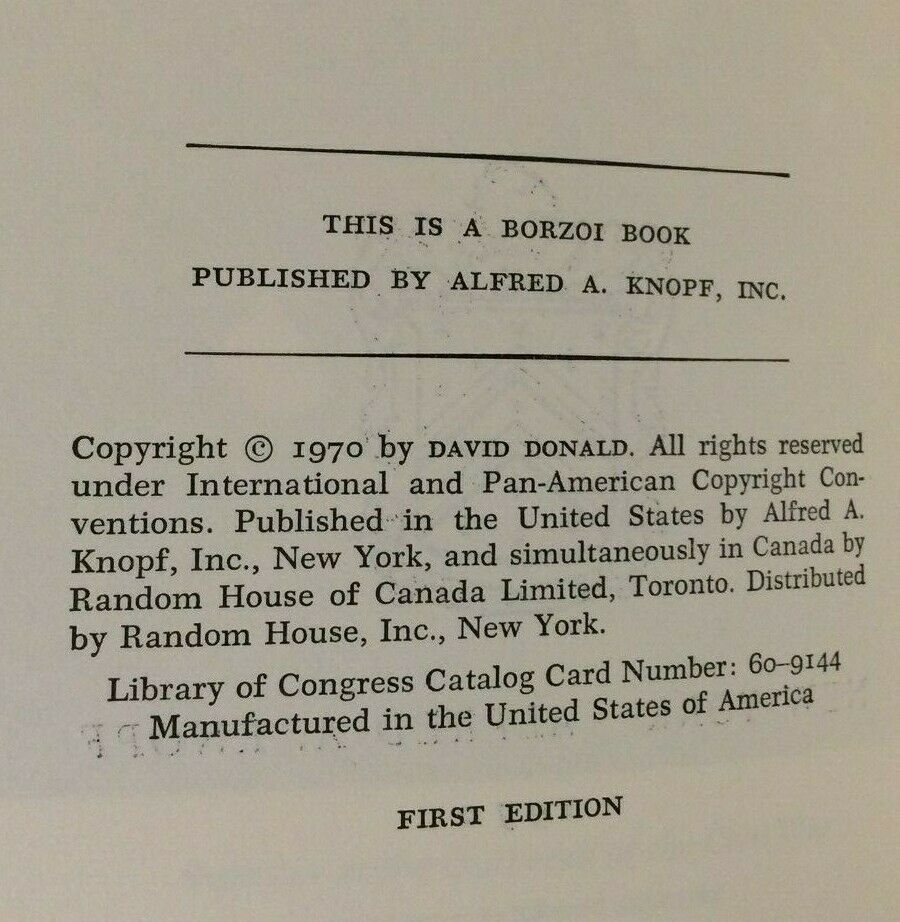 THIS IS A BORZOI BOOK
PUBLISHED BY ALFRED A. KNOPF, INC.
Copyright © 1970 by DAVID DONALD. All rights reserved
under International and Pan-American Copyright Con-
ventions. Published in the United States by Alfred A.
Knopf, Inc., New York, and simultaneously in Canada by
Random House of Canada Limited, Toronto. Distributed
by Random House, Inc., New York.
Library of Congress Catalog Card Number: 60-9144
Manufactured in the United States of America
FIRST EDITION